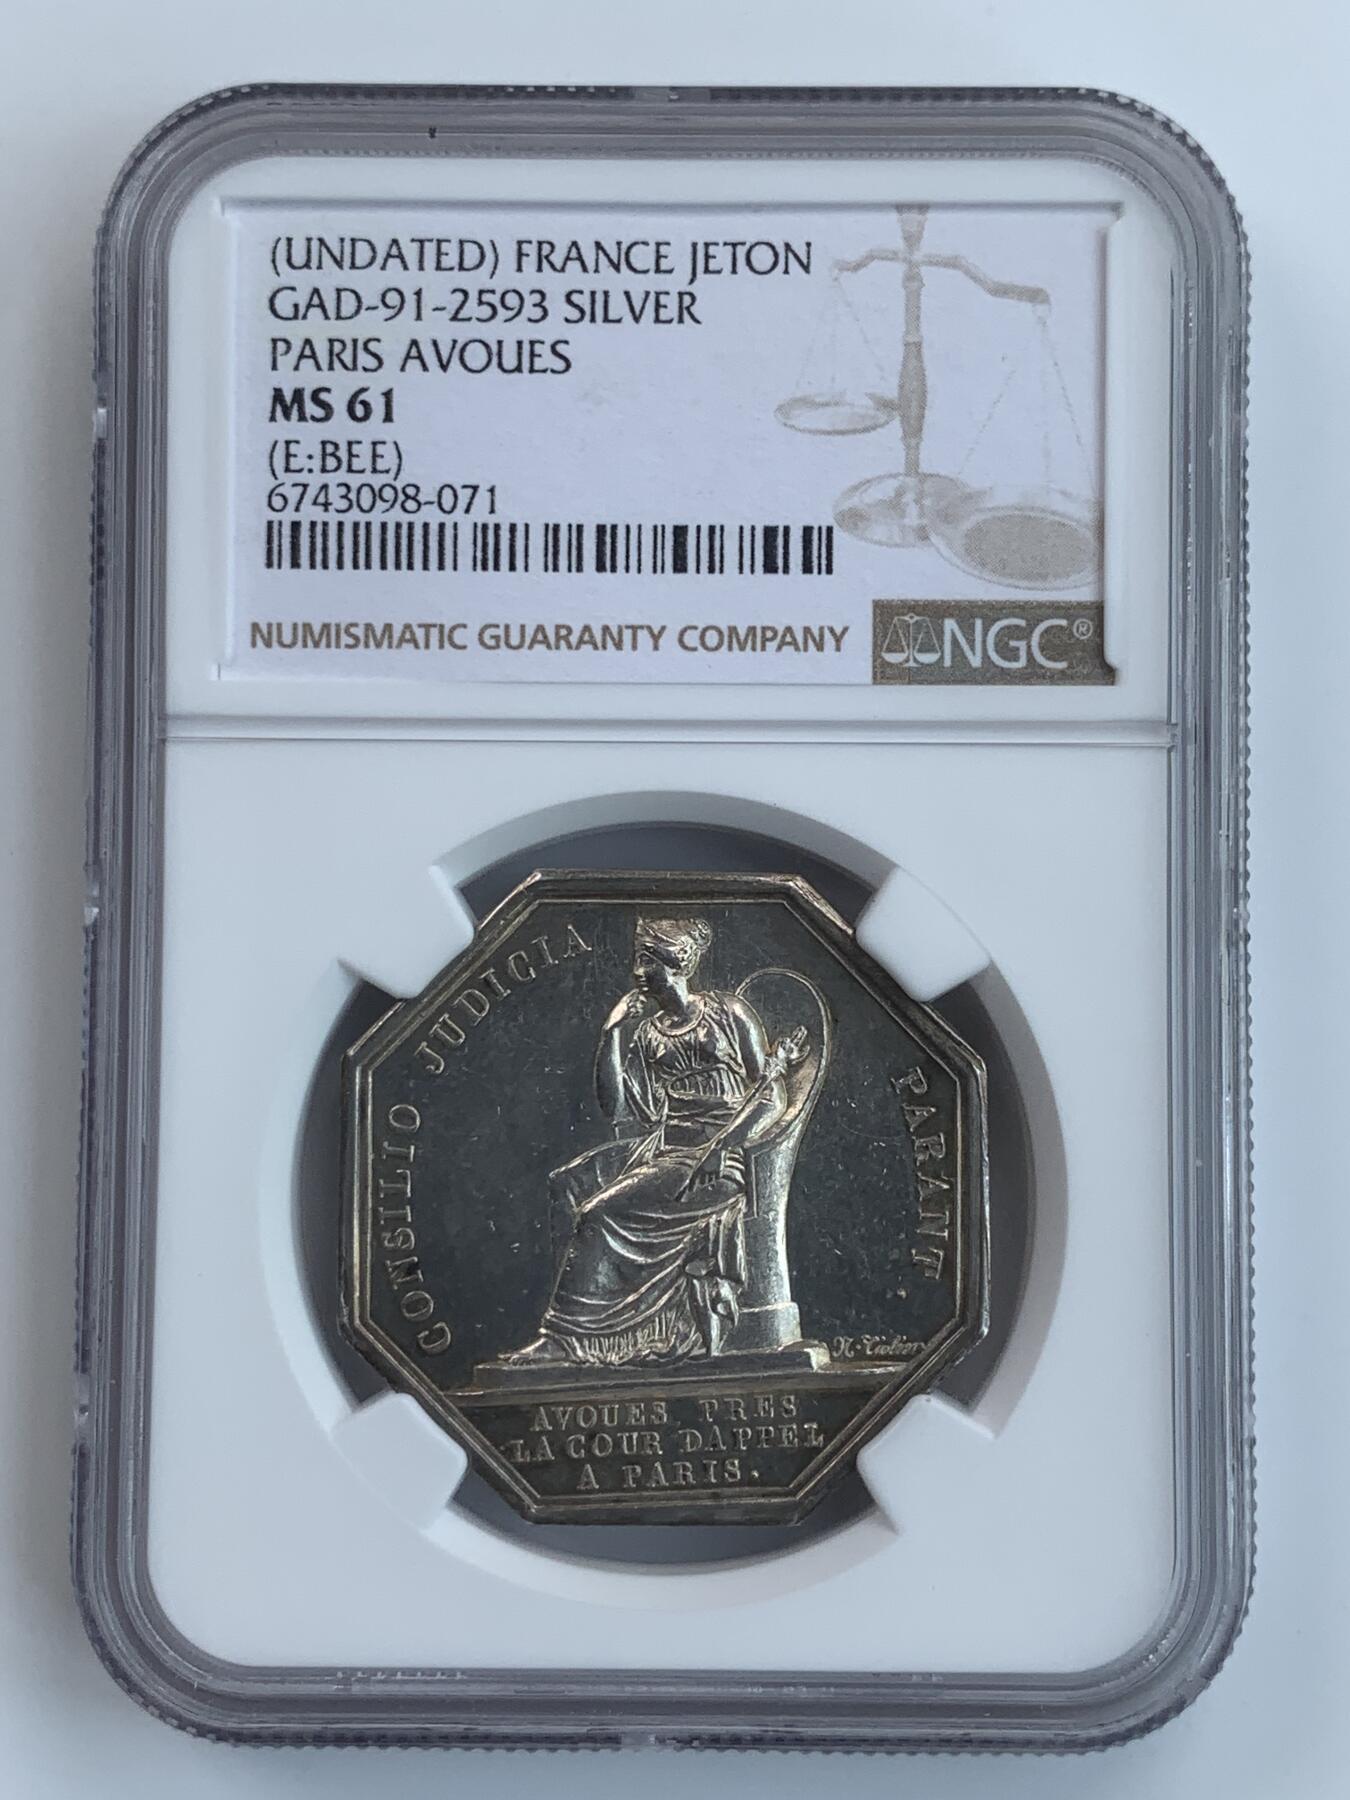 (UNDATED) FRANCE JETON
GAD-91-2593 SILVER
PARIS AVOUES
MS 61
(E:BEE)
6743098-071
NUMISMATIC GUARANTY COMPANY
NGC®
CONSILIO JUDICIA
PARANT.
AVOUES PRES
LA COUR D'APPEL
A PARIS.